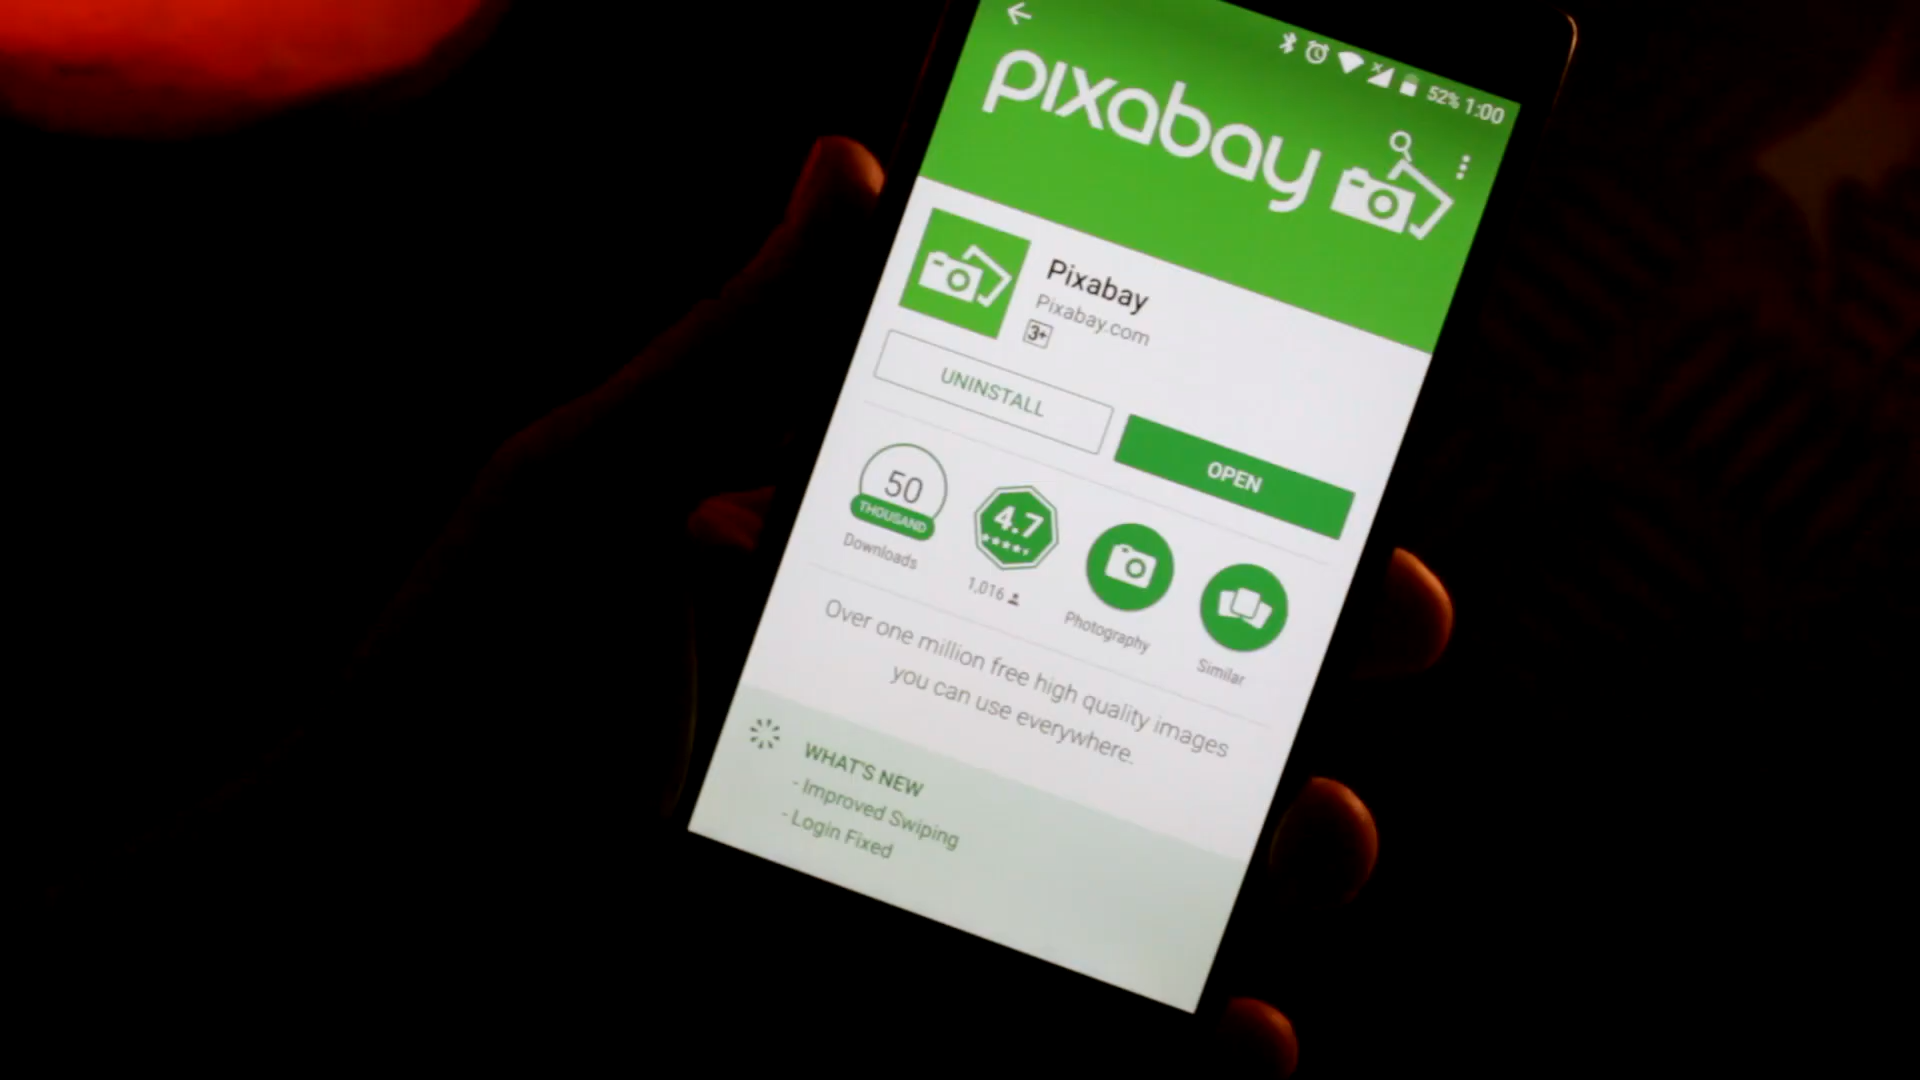 52% 1:00
pixabay
Pixabay
Pixabay.com
3+
UNINSTALL
OPEN
50
THOUSAND
Downloads
4.7
1,016
Photography
Similar
Over one million free high quality images
you can use everywhere.
WHAT'S NEW
- Improved Swiping
- Login Fixed